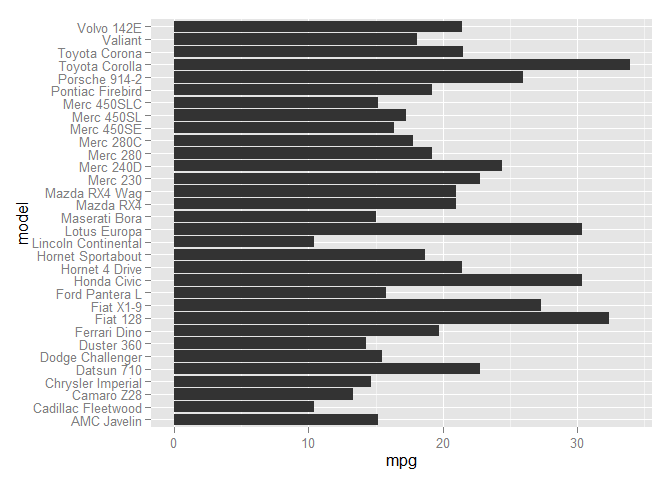 Volvo 142E
Valiant
Toyota Corona
Toyota Corolla
Porsche 914-2
Pontiac Firebird
Merc 450SLC
Merc 450SL
Merc 450SE
Merc 280C
Merc 280
Merc 240D
Merc 230
Mazda RX4 Wag
Mazda RX4
Maserati Bora
Lotus Europa
Lincoln Continental
Hornet Sportabout
Hornet 4 Drive
Honda Civic
Ford Pantera L
Fiat X1-9
Fiat 128
Ferrari Dino
Duster 360
Dodge Challenger
Datsun 710
Chrysler Imperial
Camaro Z28
Cadillac Fleetwood
AMC Javelin
model
0 10 20 30
mpg